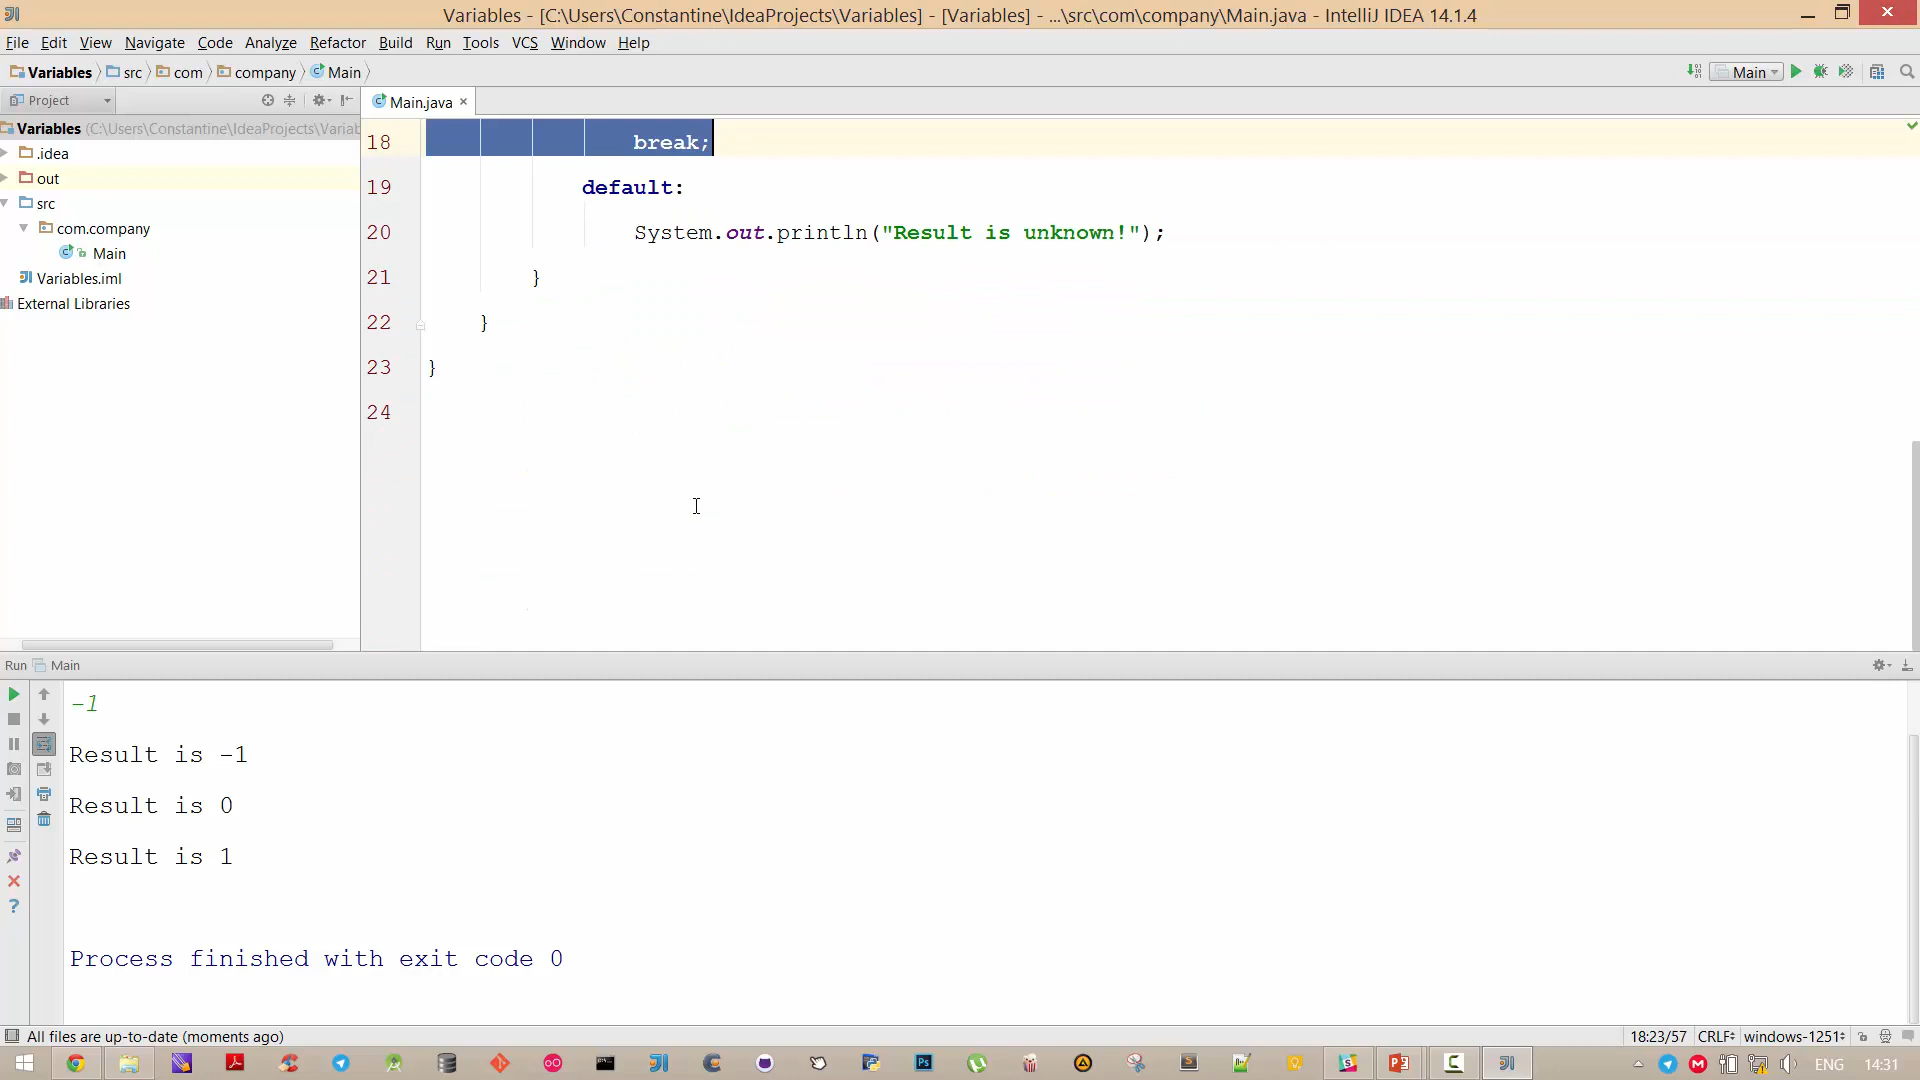 Variables - [C:\Users\Constantine\IdeaProjects\Variables] - [Variables] - ...\src\com\company\Main.java - IntelliJ IDEA 14.1.4
File Edit View Navigate Code Analyze Refactor Build Run Tools VCS Window Help
Variables src com company Main
Main
Project
Main.java
Variables (C:\Users\Constantine\IdeaProjects\Variab
.idea
out
src
com.company
Main
Variables.iml
External Libraries
18 break;
19 default:
20 System.out.println("Result is unknown!");
21 }
22 }
23 }
24
Run Main
-1
Result is -1
Result is 0
Result is 1
Process finished with exit code 0
All files are up-to-date (moments ago)
18:23/57 CRLF windows-1251
ENG 14:31